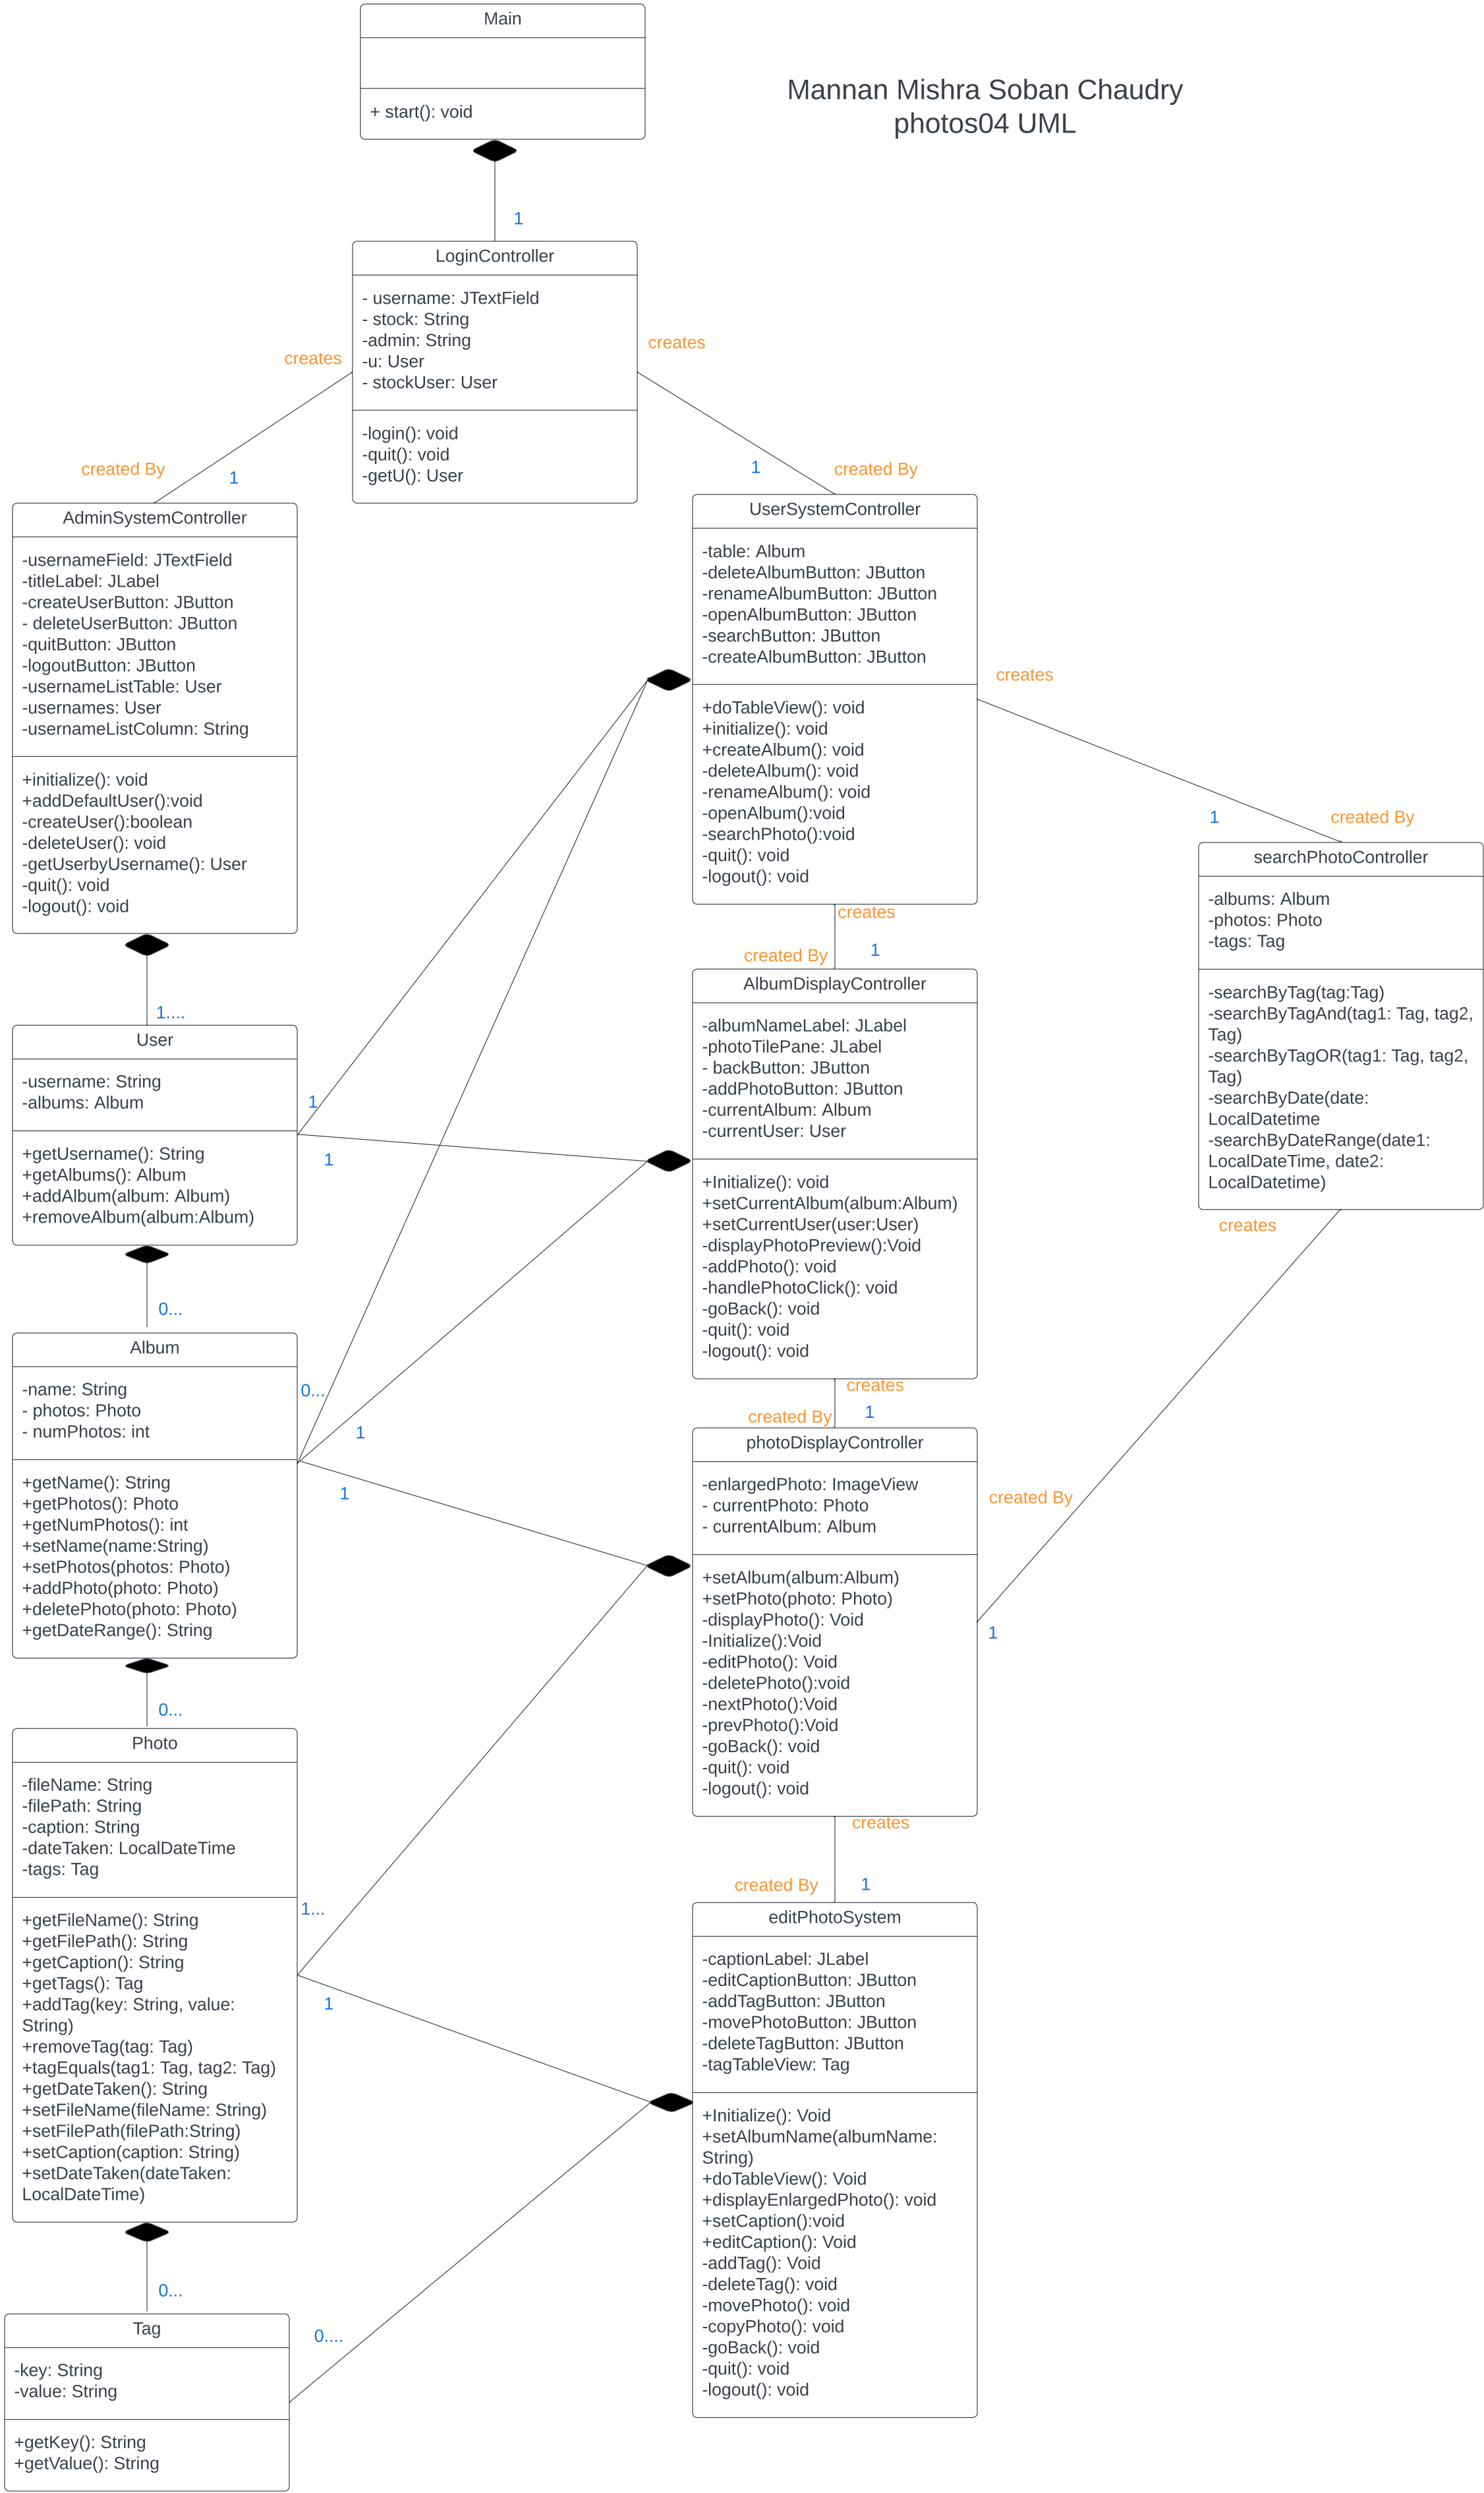 Main
+ start(): void
Mannan Mishra Soban Chaudry
photos04 UML
1
LoginController
- username: JTextField
- stock: String
-admin: String
-u: User
- stockUser: User
-login(): void
-quit(): void
-getU(): User
creates
creates
created By
1
1
created By
AdminSystemController
-usernameField: JTextField
-titleLabel: JLabel
-createUserButton: JButton
- deleteUserButton: JButton
-quitButton: JButton
-logoutButton: JButton
-usernameListTable: User
-usernames: User
-usernameListColumn: String
+initialize(): void
+addDefaultUser():void
-createUser():boolean
-deleteUser(): void
-getUserbyUsername(): User
-quit(): void
-logout(): void
UserSystemController
-table: Album
-deleteAlbumButton: JButton
-renameAlbumButton: JButton
-openAlbumButton: JButton
-searchButton: JButton
-createAlbumButton: JButton
+doTableView(): void
+initialize(): void
+createAlbum(): void
-deleteAlbum(): void
-renameAlbum(): void
-openAlbum():void
-searchPhoto():void
-quit(): void
-logout(): void
creates
1
created By
searchPhotoController
-albums: Album
-photos: Photo
-tags: Tag
-searchByTag(tag:Tag)
-searchByTagAnd(tag1: Tag, tag2,
Tag)
-searchByTagOR(tag1: Tag, tag2,
Tag)
-searchByDate(date:
LocalDatetime
-searchByDateRange(date1:
LocalDateTime, date2:
LocalDatetime)
creates
creates
created By
1
1....
User
-username: String
-albums: Album
+getUsername(): String
+getAlbums(): Album
+addAlbum(album: Album)
+removeAlbum(album:Album)
1
1
AlbumDisplayController
-albumNameLabel: JLabel
-photoTilePane: JLabel
- backButton: JButton
-addPhotoButton: JButton
-currentAlbum: Album
-currentUser: User
+Initialize(): void
+setCurrentAlbum(album:Album)
+setCurrentUser(user:User)
-displayPhotoPreview():Void
-addPhoto(): void
-handlePhotoClick(): void
-goBack(): void
-quit(): void
-logout(): void
0...
Album
-name: String
- photos: Photo
- numPhotos: int
+getName(): String
+getPhotos(): Photo
+getNumPhotos(): int
+setName(name:String)
+setPhotos(photos: Photo)
+addPhoto(photo: Photo)
+deletePhoto(photo: Photo)
+getDateRange(): String
0...
1
1
creates
created By
1
photoDisplayController
-enlargedPhoto: ImageView
- currentPhoto: Photo
- currentAlbum: Album
+setAlbum(album:Album)
+setPhoto(photo: Photo)
-displayPhoto(): Void
-Initialize():Void
-editPhoto(): Void
-deletePhoto():void
-nextPhoto():Void
-prevPhoto():Void
-goBack(): void
-quit(): void
-logout(): void
created By
1
0...
Photo
-fileName: String
-filePath: String
-caption: String
-dateTaken: LocalDateTime
-tags: Tag
+getFileName(): String
+getFilePath(): String
+getCaption(): String
+getTags(): Tag
+addTag(key: String, value:
String)
+removeTag(tag: Tag)
+tagEquals(tag1: Tag, tag2: Tag)
+getDateTaken(): String
+setFileName(fileName: String)
+setFilePath(filePath:String)
+setCaption(caption: String)
+setDateTaken(dateTaken:
LocalDateTime)
1...
1
creates
created By
1
editPhotoSystem
-captionLabel: JLabel
-editCaptionButton: JButton
-addTagButton: JButton
-movePhotoButton: JButton
-deleteTagButton: JButton
-tagTableView: Tag
+Initialize(): Void
+setAlbumName(albumName:
String)
+doTableView(): Void
+displayEnlargedPhoto(): void
+setCaption():void
+editCaption(): Void
-addTag(): Void
-deleteTag(): void
-movePhoto(): void
-copyPhoto(): void
-goBack(): void
-quit(): void
-logout(): void
0...
0....
Tag
-key: String
-value: String
+getKey(): String
+getValue(): String